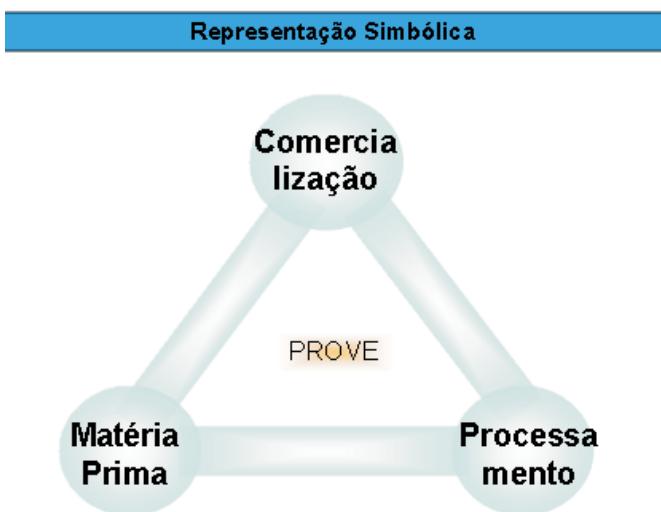 Representação Simbólica
Comercia
lização
PROVE
Matéria
Prima
Processa
mento